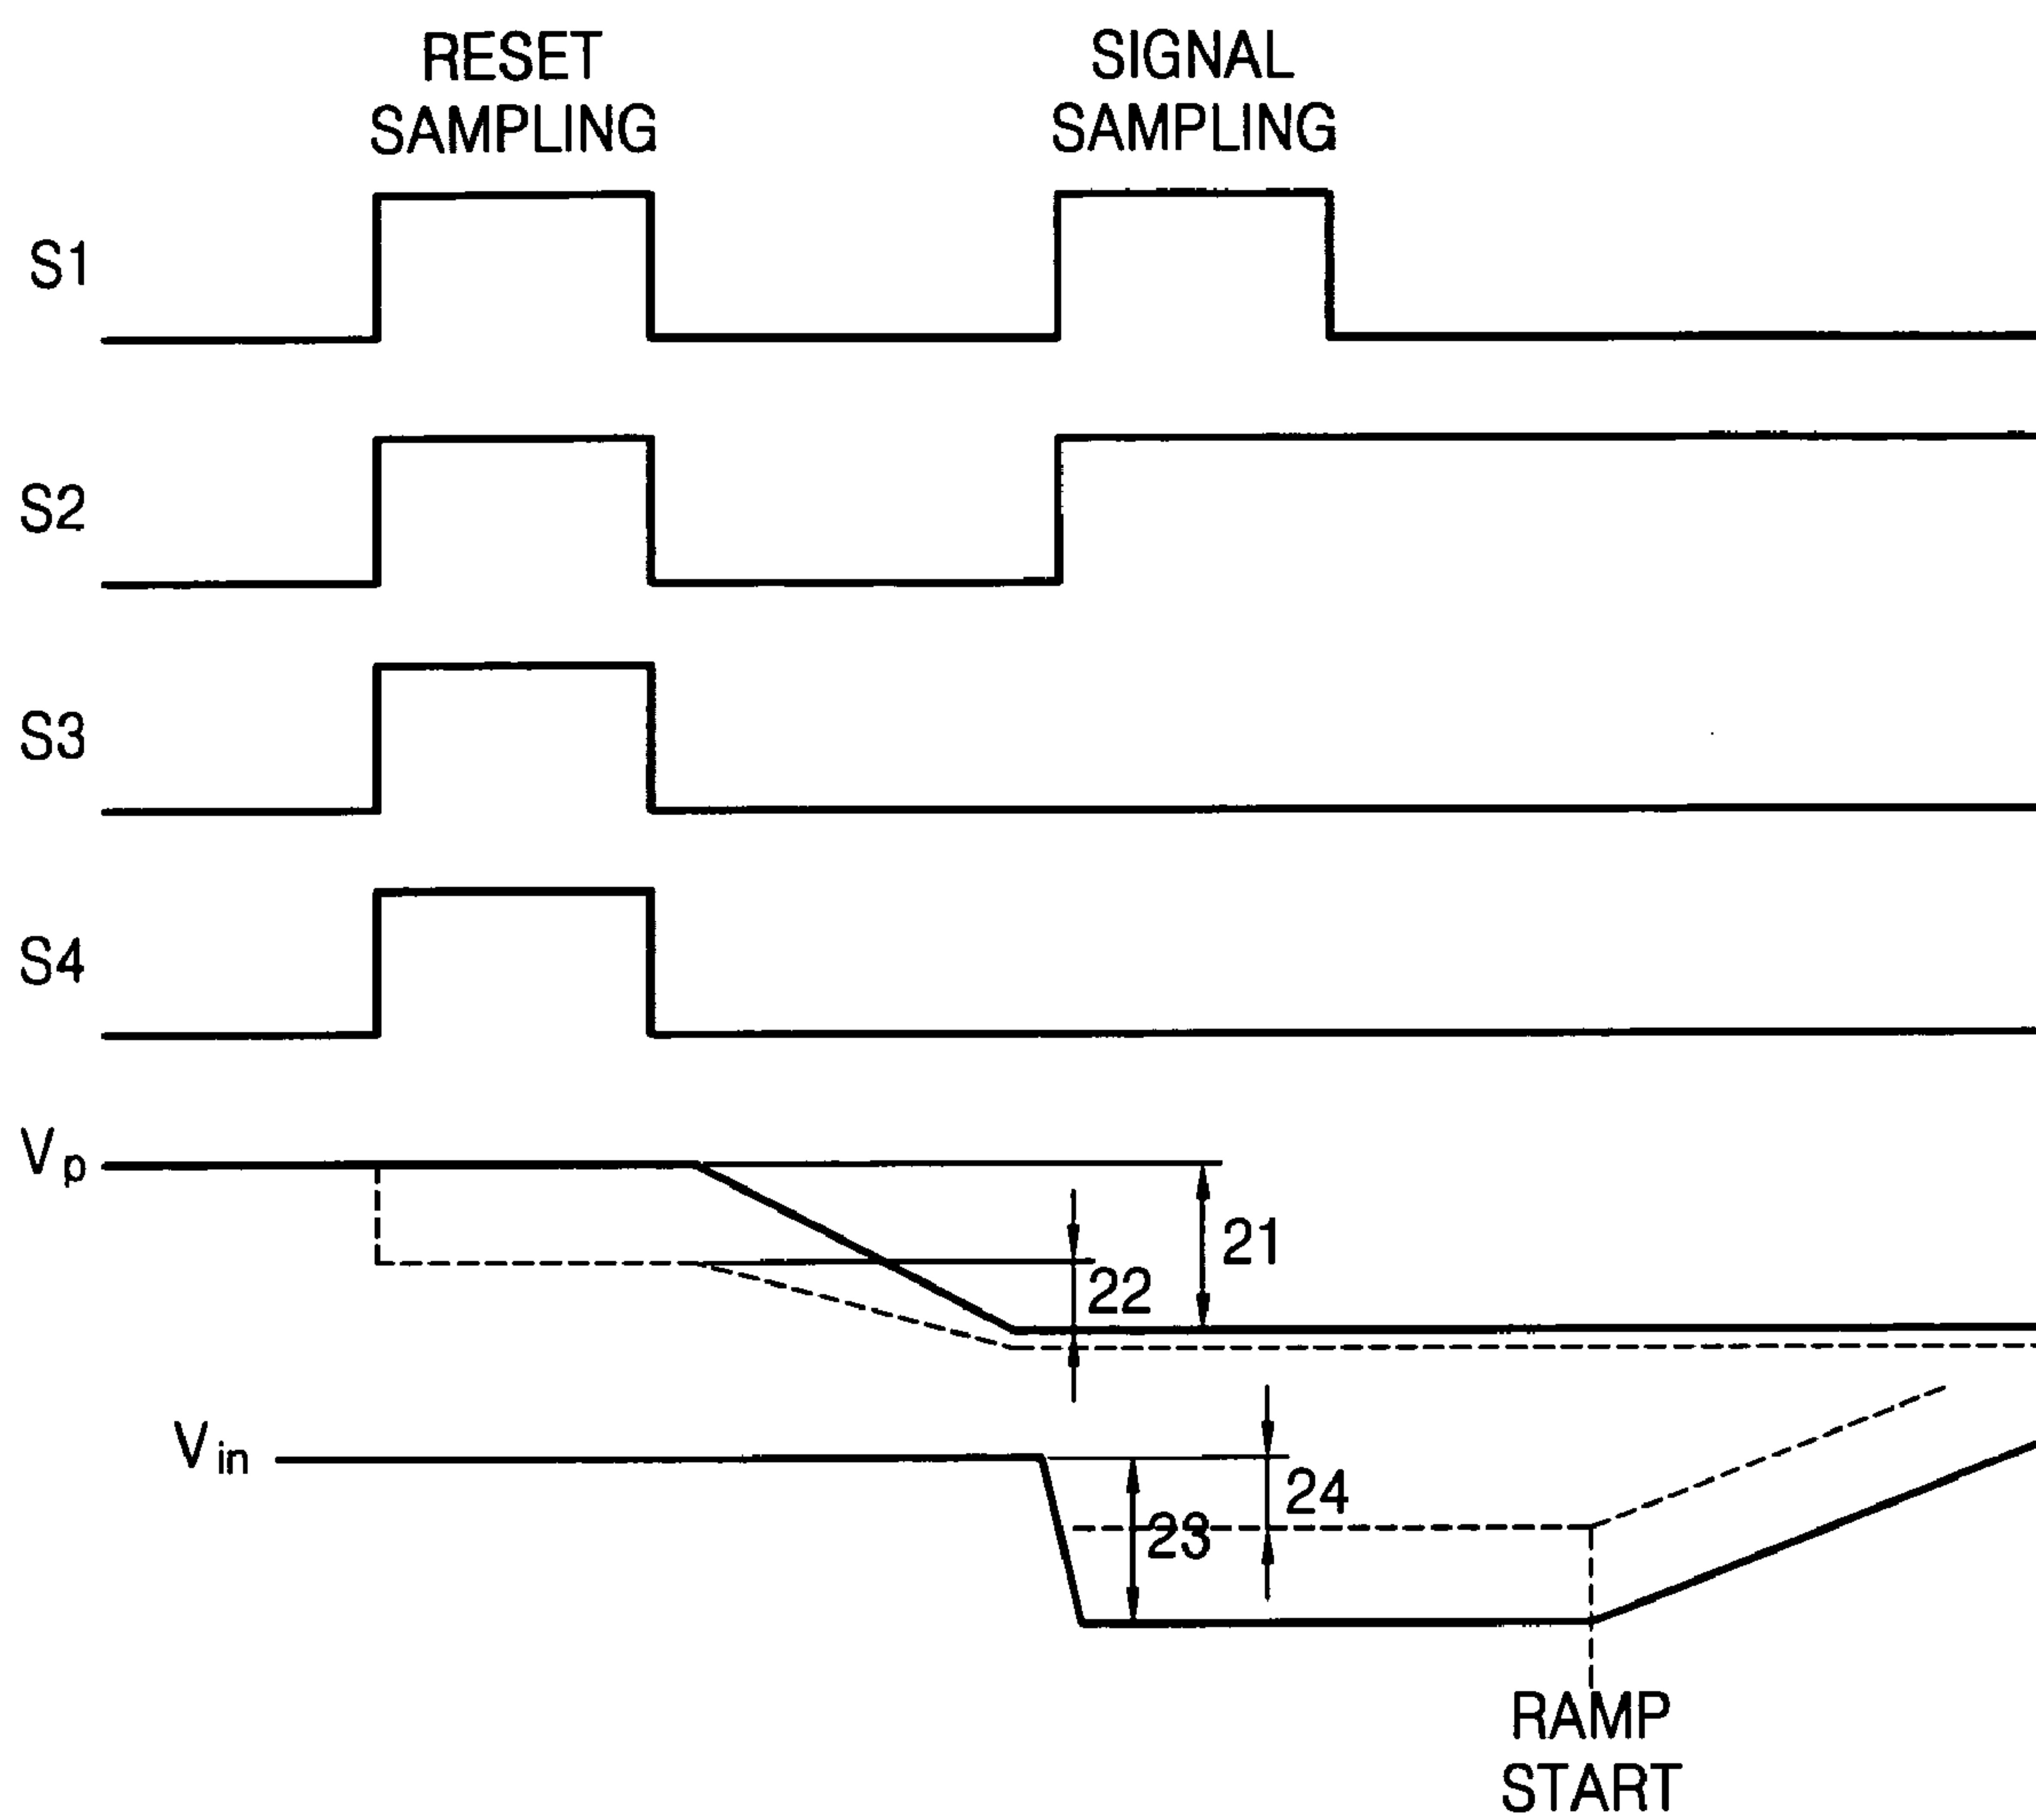 RESET
SAMPLING
SIGNAL
SAMPLING
S1
S2
S3
S4
Vp
21
22
Vin
24
23
RAMP
START